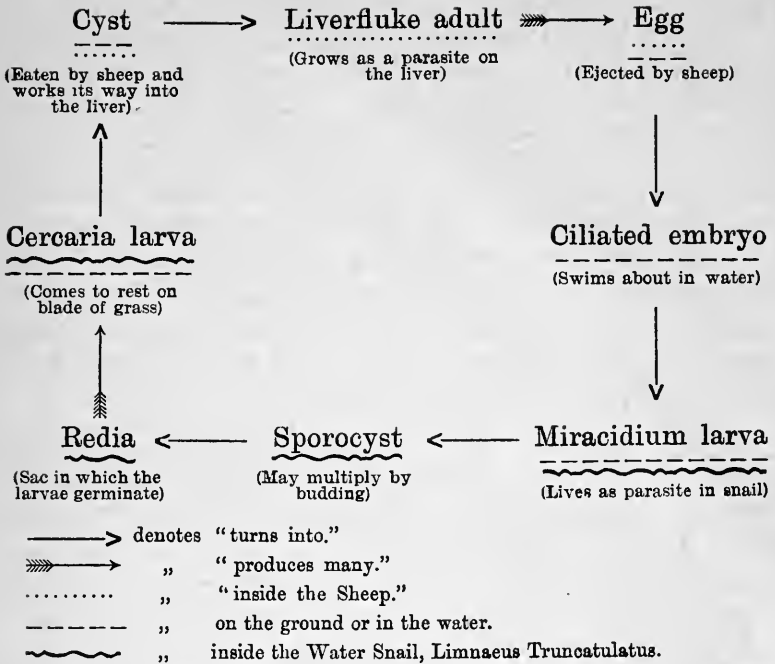 Cyst
(Eaten by sheep and
works its way into
the liver)
Liverfluke adult
(Grows as a parasite on
the liver)
Egg
(Ejected by sheep)
Cercaria larva
(Comes to rest on
blade of grass)
Ciliated embryo
(Swims about in water)
Redia
(Sac in which the
larvae germinate)
Sporocyst
(May multiply by
budding)
Miracidium larva
(Lives as parasite in snail)
denotes "turns into."
„ "produces many."
„ "inside the Sheep."
„ on the ground or in the water.
„ inside the Water Snail, Limnaeus Truncatulatus.